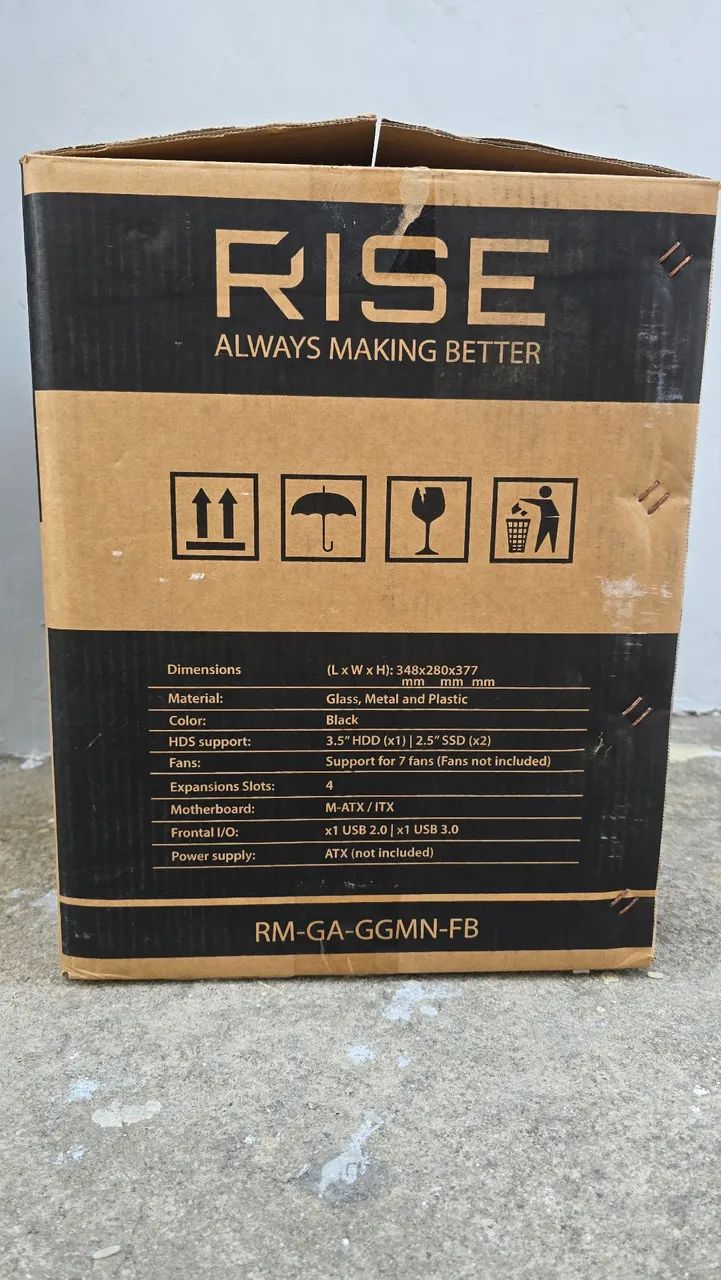 RISE
ALWAYS MAKING BETTER
Dimensions (L x W x H): 348x280x377
mm mm mm
Material: Glass, Metal and Plastic
Color: Black
HDS support: 3.5" HDD (x1) | 2.5" SSD (x2)
Fans: Support for 7 fans (Fans not included)
Expansions Slots: 4
Motherboard: M-ATX / ITX
Frontal I/O: x1 USB 2.0 | x1 USB 3.0
Power supply: ATX (not included)
RM-GA-GGMN-FB